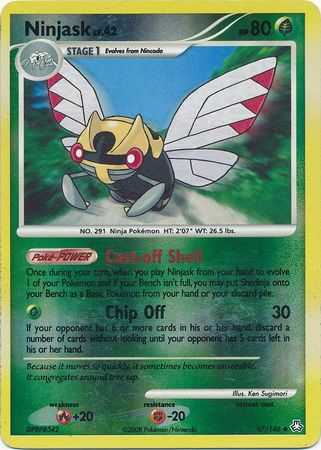 Ninjask LV.42 HP 80
STAGE 1 Evolves from Nincada
NO. 291 Ninja Pokémon HT: 2'07" WT: 26.5 lbs.
Poké-POWER Cast-off Shell
Once during your turn, when you play Ninjask from your hand to evolve
1 of your Pokémon and if your Bench isn't full, you may put Shedinja onto
your Bench as a Basic Pokémon from your hand or your discard pile.
Chip Off 30
If your opponent has 6 or more cards in his or her hand, discard a
number of cards without looking until your opponent has 5 cards left
in his or her hand.
Because it moves so quickly, it sometimes becomes unseeable.
It congregates around tree sap.
Illus. Ken Sugimori
weakness resistance retreat cost
+20 -20
DPBP#342 ©2008 Pokémon/Nintendo 67/146